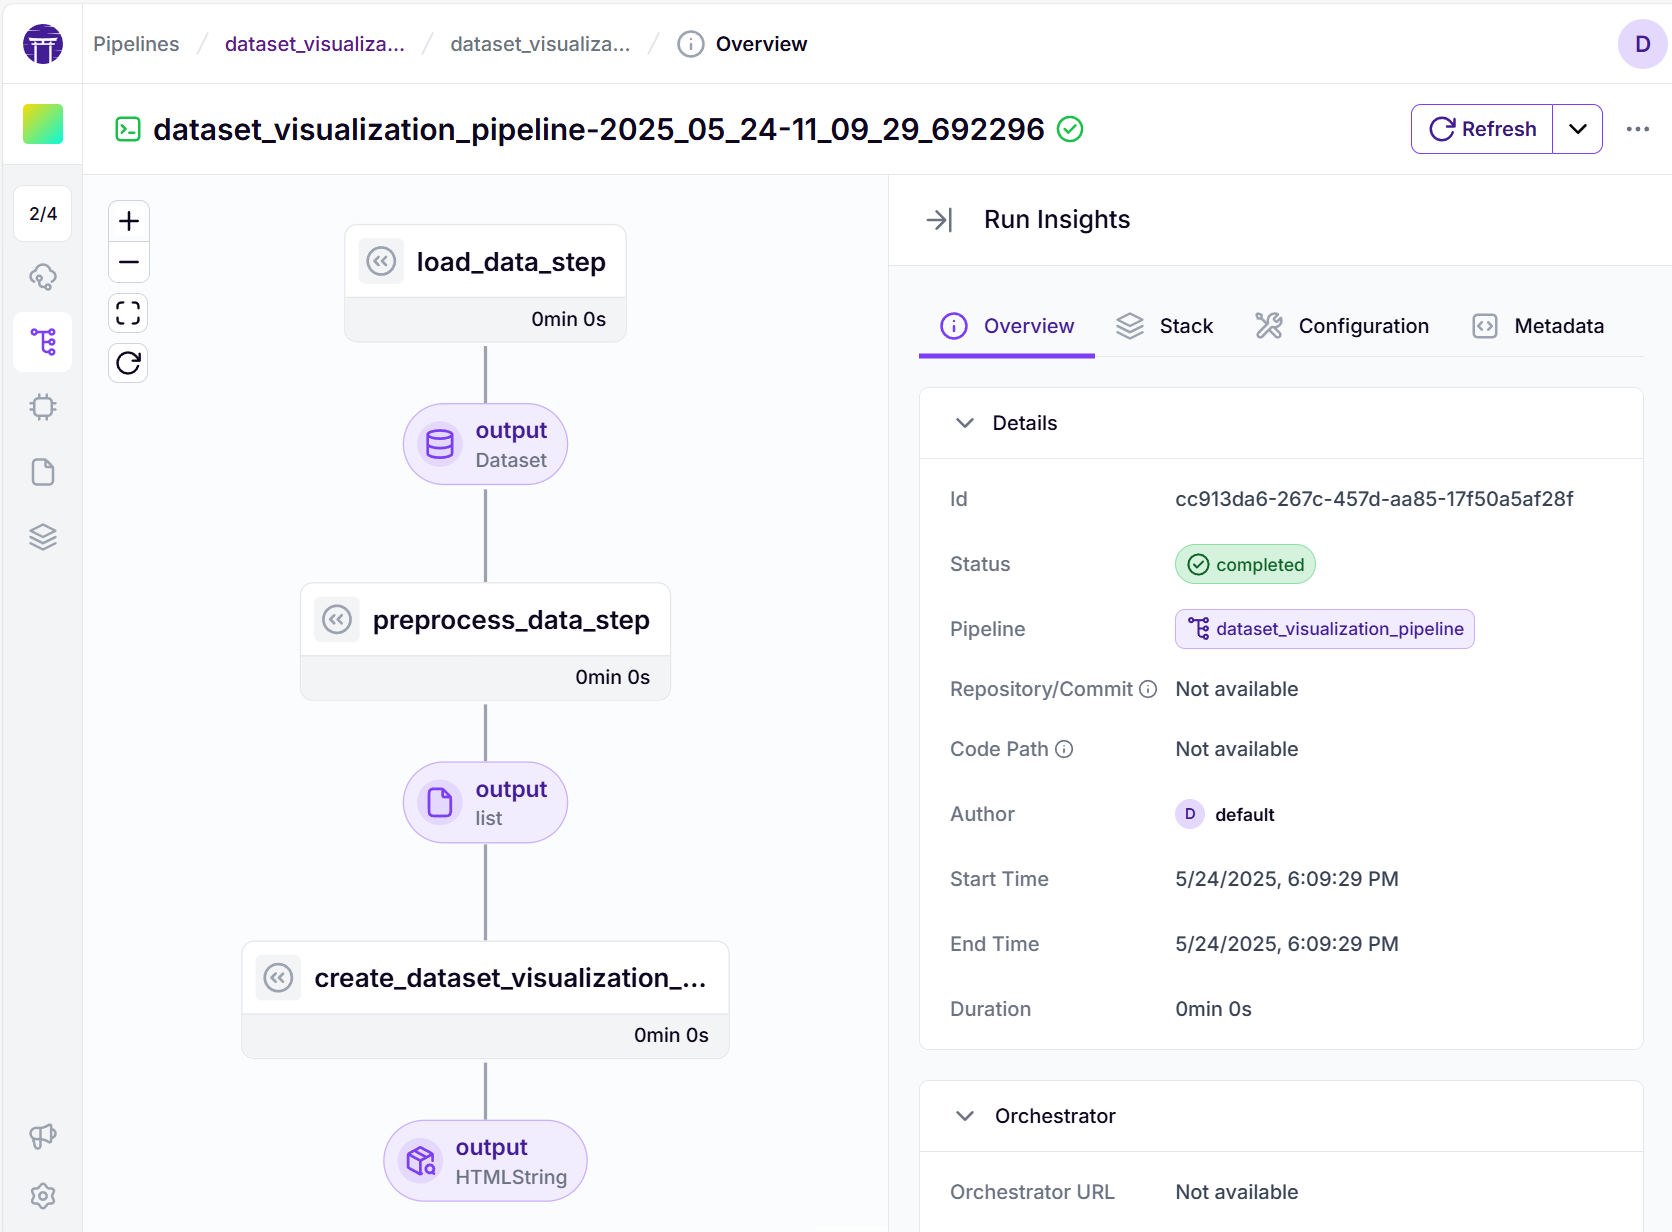 Pipelines / dataset_visualiza... / dataset_visualiza... / Overview
D
dataset_visualization_pipeline-2025_05_24-11_09_29_692296
Refresh
2/4
load_data_step
0min 0s
output
Dataset
preprocess_data_step
0min 0s
output
list
create_dataset_visualization_...
0min 0s
output
HTMLString
Run Insights
Overview Stack Configuration Metadata
Details
Id cc913da6-267c-457d-aa85-17f50a5af28f
Status completed
Pipeline dataset_visualization_pipeline
Repository/Commit Not available
Code Path Not available
Author D default
Start Time 5/24/2025, 6:09:29 PM
End Time 5/24/2025, 6:09:29 PM
Duration 0min 0s
Orchestrator
Orchestrator URL Not available